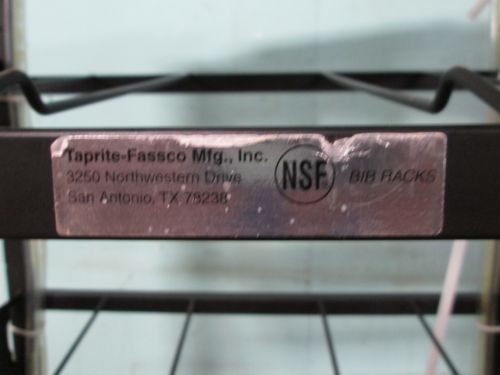 Taprite-Fassco Mfg., Inc.
3250 Northwestern Drive
San Antonio, TX 78238
NSF
BIB RACKS